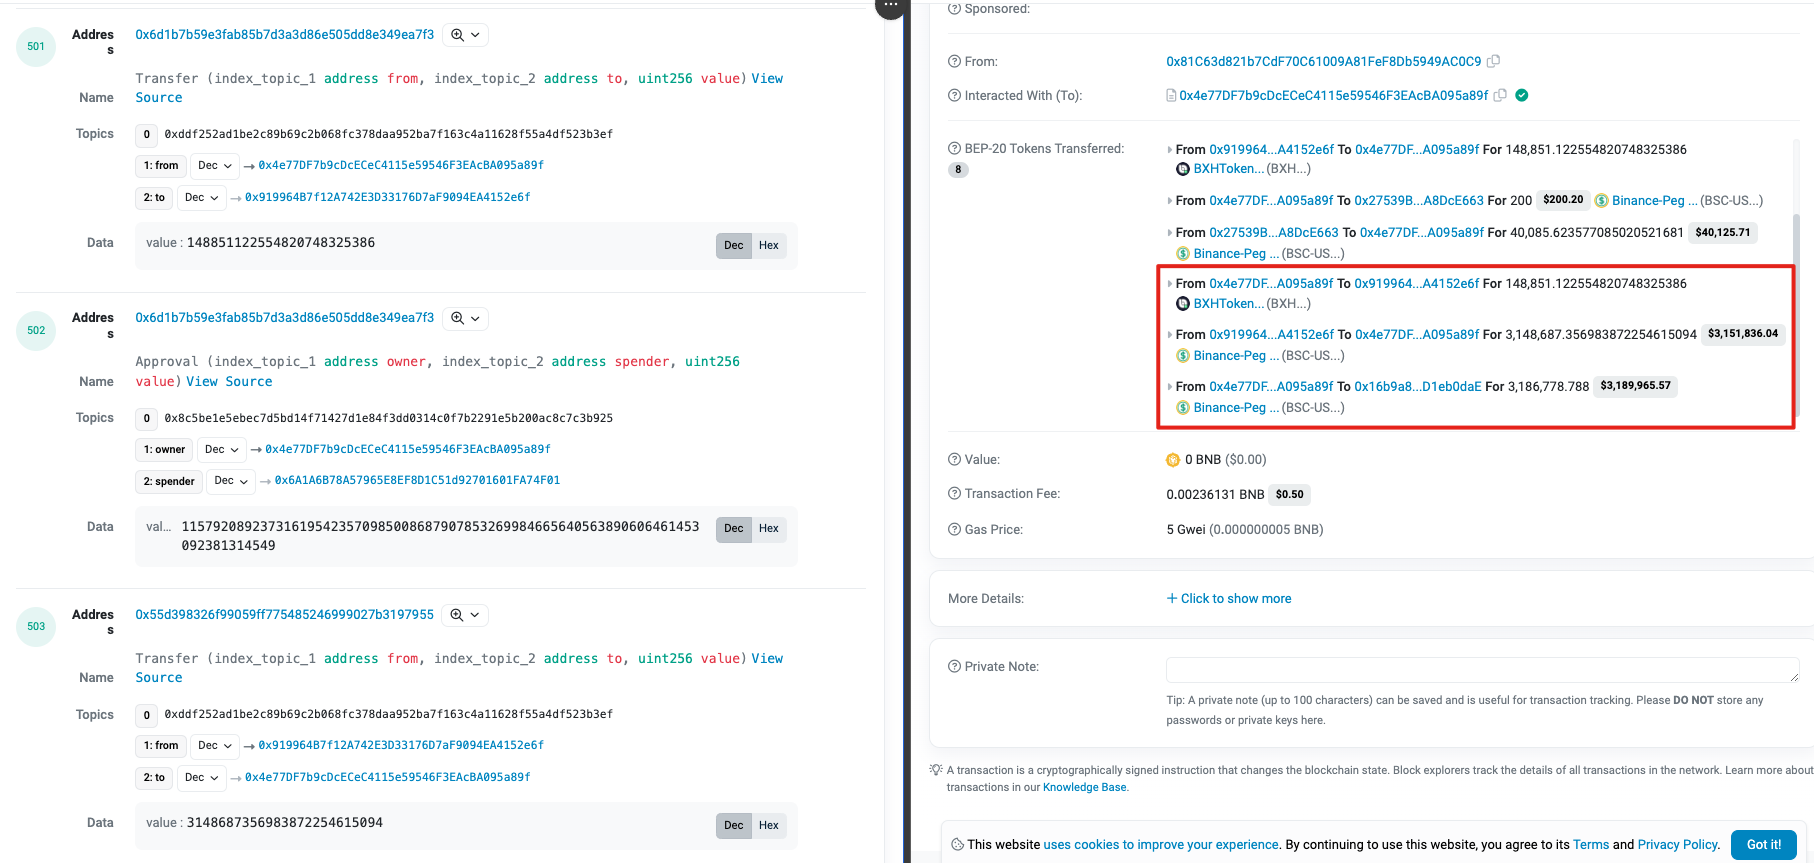 501
Addres
s
0x6d1b7b59e3fab85b7d3a3d86e505dd8e349ea7f3
Name
Transfer (index_topic_1 address from, index_topic_2 address to, uint256 value) View
Source
Topics
0 0xddf252ad1be2c89b69c2b068fc378daa952ba7f163c4a11628f55a4df523b3ef
1: from Dec → 0x4e77DF7b9cDcECeC4115e59546F3EAcBA095a89f
2: to Dec → 0x919964B7f12A742E3D33176D7aF9094EA4152e6f
Data
value : 148851122554820748325386
Dec Hex
502
Addres
s
0x6d1b7b59e3fab85b7d3a3d86e505dd8e349ea7f3
Name
Approval (index_topic_1 address owner, index_topic_2 address spender, uint256
value) View Source
Topics
0 0x8c5be1e5ebec7d5bd14f71427d1e84f3dd0314c0f7b2291e5b200ac8c7c3b925
1: owner Dec → 0x4e77DF7b9cDcECeC4115e59546F3EAcBA095a89f
2: spender Dec → 0x6A1A6B78A57965E8EF8D1C51d92701601FA74F01
Data
val... 115792089237316195423570985008687907853269984665640563890606461453
092381314549
Dec Hex
503
Addres
s
0x55d398326f99059ff775485246999027b3197955
Name
Transfer (index_topic_1 address from, index_topic_2 address to, uint256 value) View
Source
Topics
0 0xddf252ad1be2c89b69c2b068fc378daa952ba7f163c4a11628f55a4df523b3ef
1: from Dec → 0x919964B7f12A742E3D33176D7aF9094EA4152e6f
2: to Dec → 0x4e77DF7b9cDcECeC4115e59546F3EAcBA095a89f
Data
value : 3148687356983872254615094
Dec Hex
Sponsored:
From: 0x81C63d821b7CdF70C61009A81FeF8Db5949AC0C9
Interacted With (To): 0x4e77DF7b9cDcECeC4115e59546F3EAcBA095a89f
BEP-20 Tokens Transferred:
8
From 0x919964...A4152e6f To 0x4e77DF...A095a89f For 148,851.122554820748325386
BXHToken... (BXH...)
From 0x4e77DF...A095a89f To 0x27539B...A8DcE663 For 200 $200.20 Binance-Peg ... (BSC-US...)
From 0x27539B...A8DcE663 To 0x4e77DF...A095a89f For 40,085.623577085020521681 $40,125.71
Binance-Peg ... (BSC-US...)
From 0x4e77DF...A095a89f To 0x919964...A4152e6f For 148,851.122554820748325386
BXHToken... (BXH...)
From 0x919964...A4152e6f To 0x4e77DF...A095a89f For 3,148,687.356983872254615094 $3,151,836.04
Binance-Peg ... (BSC-US...)
From 0x4e77DF...A095a89f To 0x16b9a8...D1eb0daE For 3,186,778.788 $3,189,965.57
Binance-Peg ... (BSC-US...)
Value: 0 BNB ($0.00)
Transaction Fee: 0.00236131 BNB $0.50
Gas Price: 5 Gwei (0.000000005 BNB)
More Details: + Click to show more
Private Note:
Tip: A private note (up to 100 characters) can be saved and is useful for transaction tracking. Please DO NOT store any
passwords or private keys here.
A transaction is a cryptographically signed instruction that changes the blockchain state. Block explorers track the details of all transactions in the network. Learn more about
transactions in our Knowledge Base.
This website uses cookies to improve your experience. By continuing to use this website, you agree to its Terms and Privacy Policy. Got it!